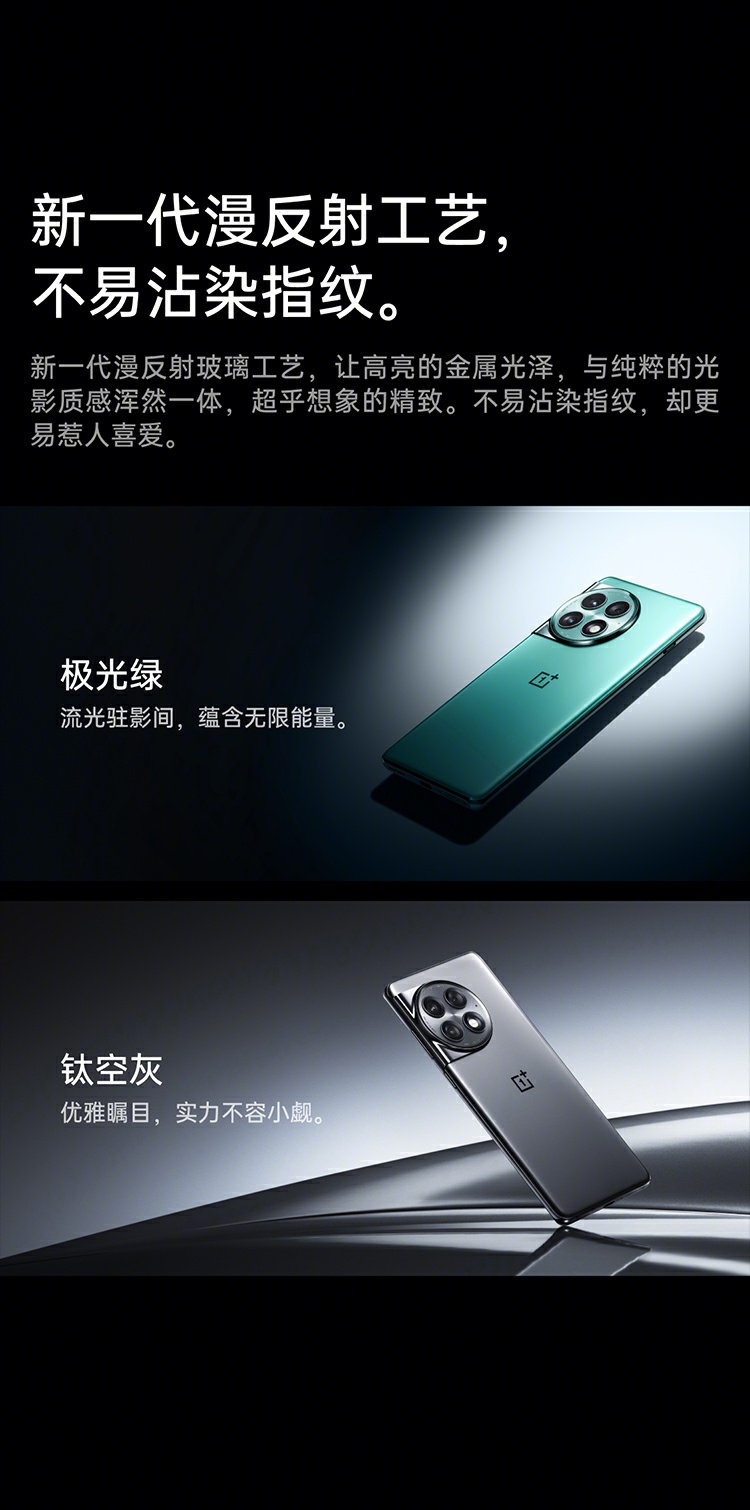 新一代漫反射工艺，
不易沾染指纹。
新一代漫反射玻璃工艺，让高亮的金属光泽，与纯粹的光
影质感浑然一体，超乎想象的精致。不易沾染指纹，却更
易惹人喜爱。
极光绿
流光驻影间，蕴含无限能量。
钛空灰
优雅瞩目，实力不容小觑。